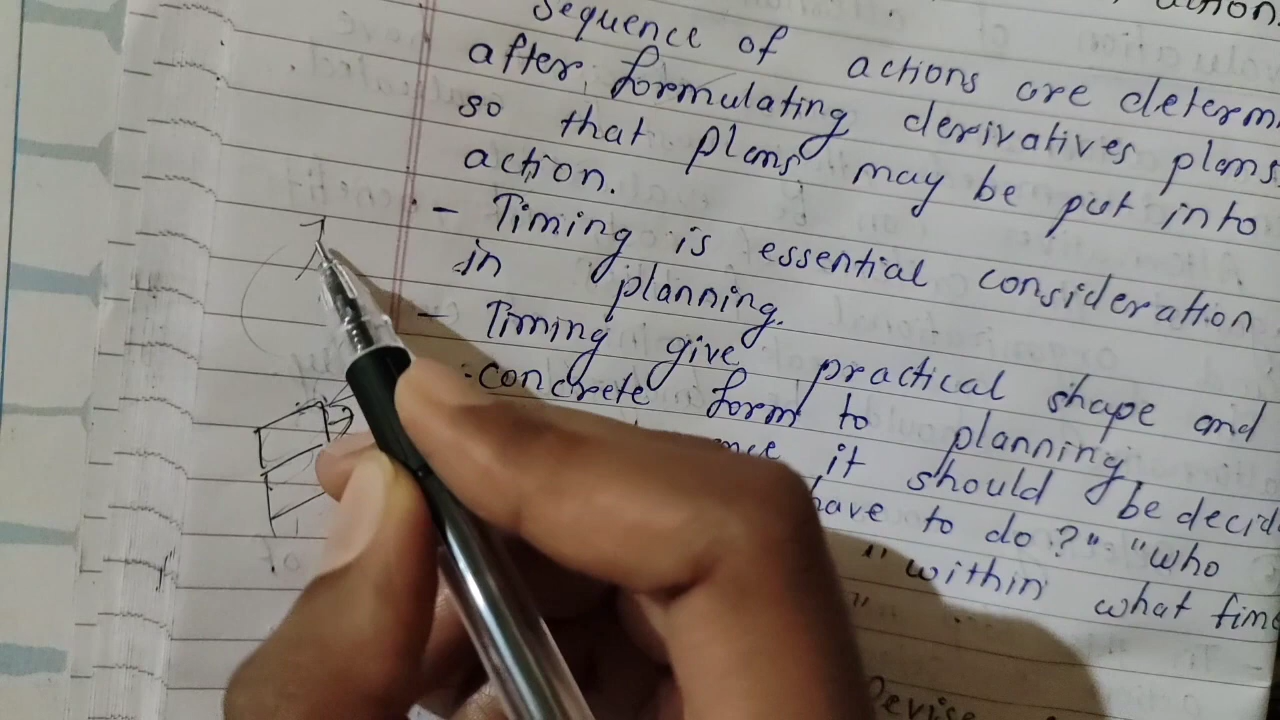 action
Sequence of actions are determ
after formulating derivatives plans
so that plans may be put into
action.
- Timing is essential consideration
in planning.
- Timing give practical shape and
concrete form to planning
it should be decid
have to do?" "who
" within what time
"
Devise